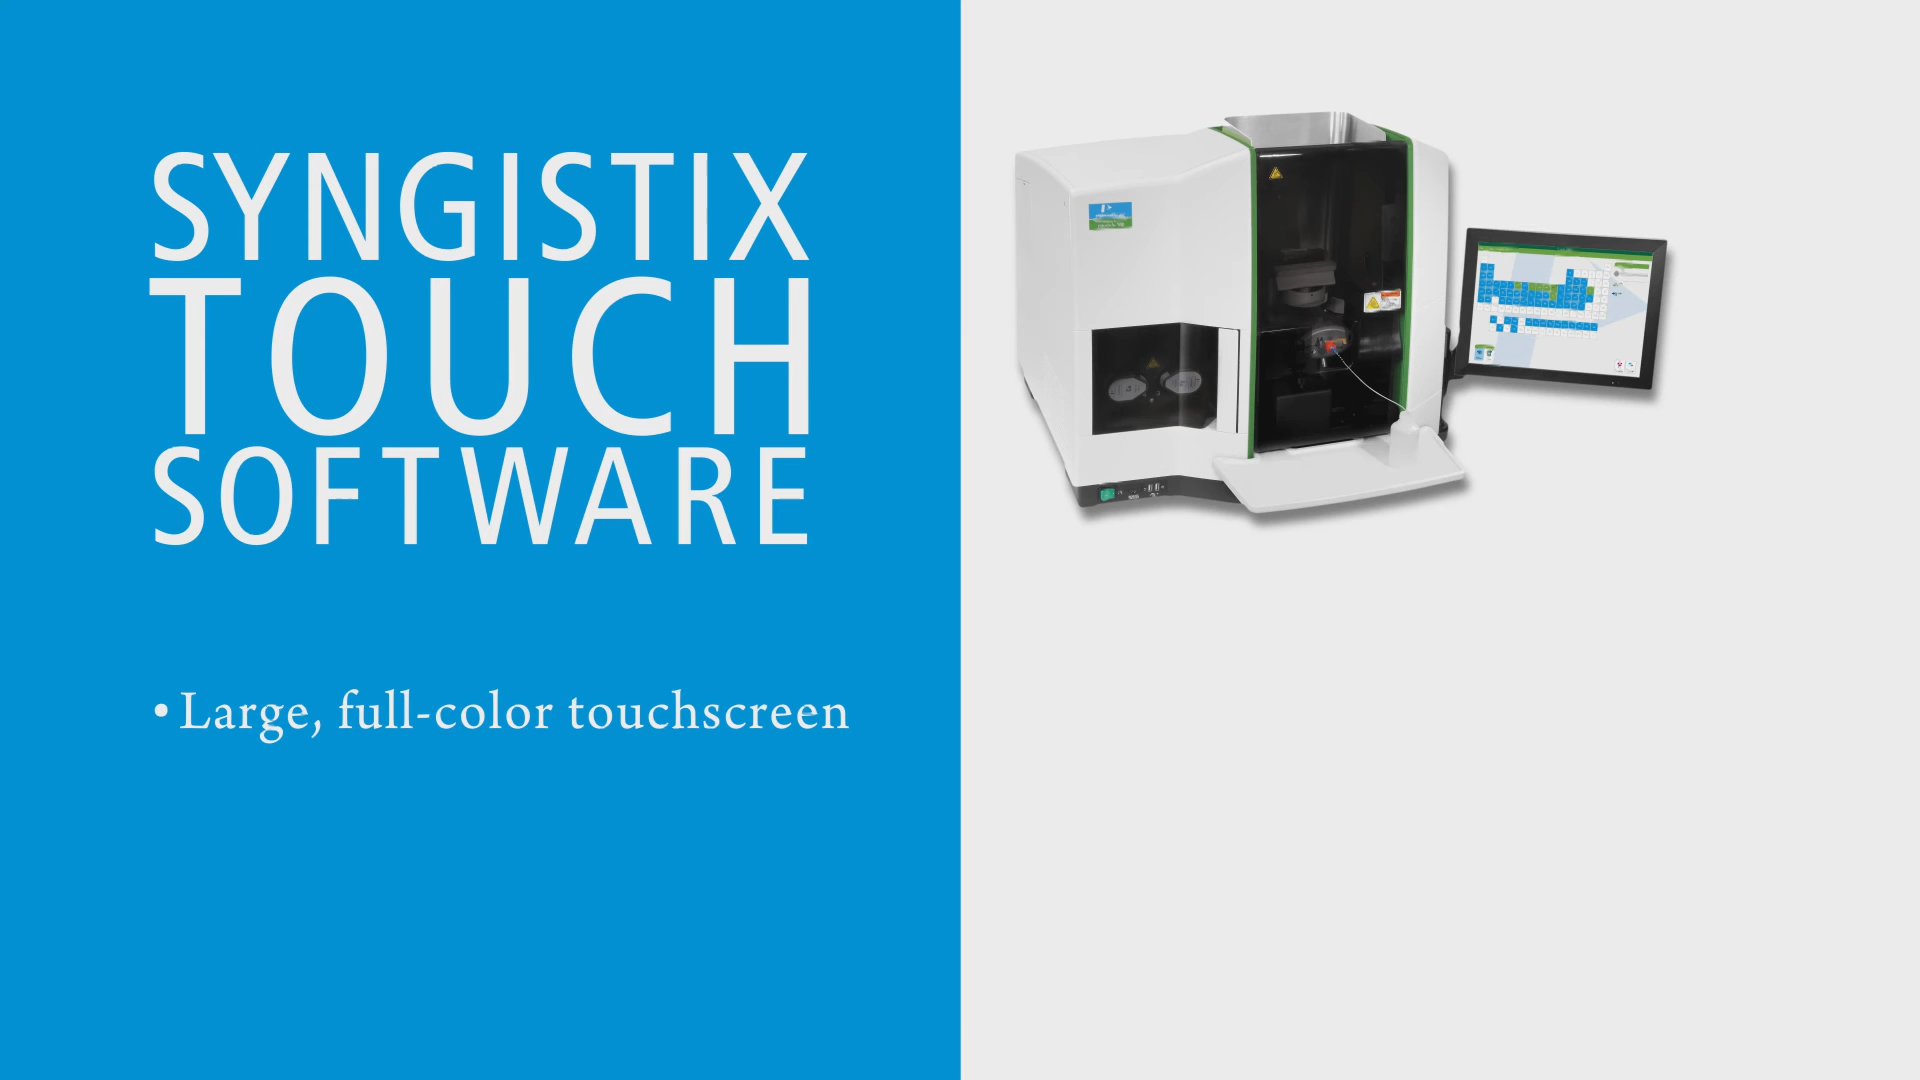 SYNGISTIX
TOUCH
SOFTWARE
• Large, full-color touchscreen